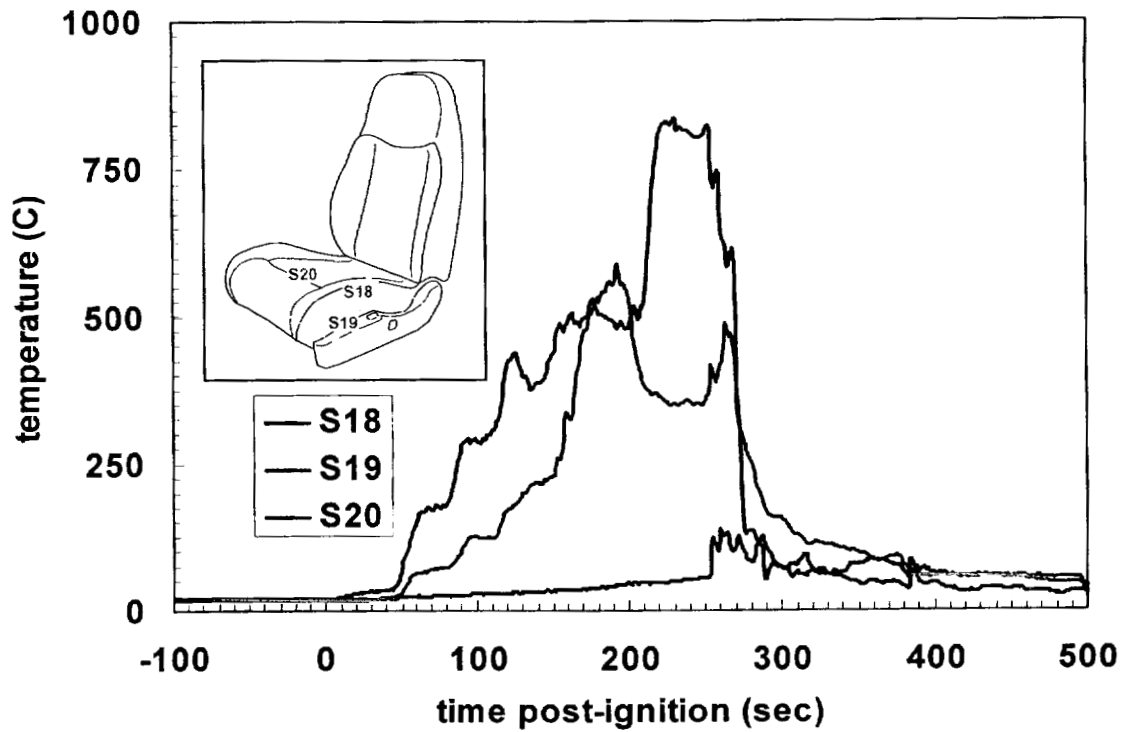 1000
750
500
250
0
temperature (C)
S20
S18
S19
S18
S19
S20
-100 0 100 200 300 400 500
time post-ignition (sec)